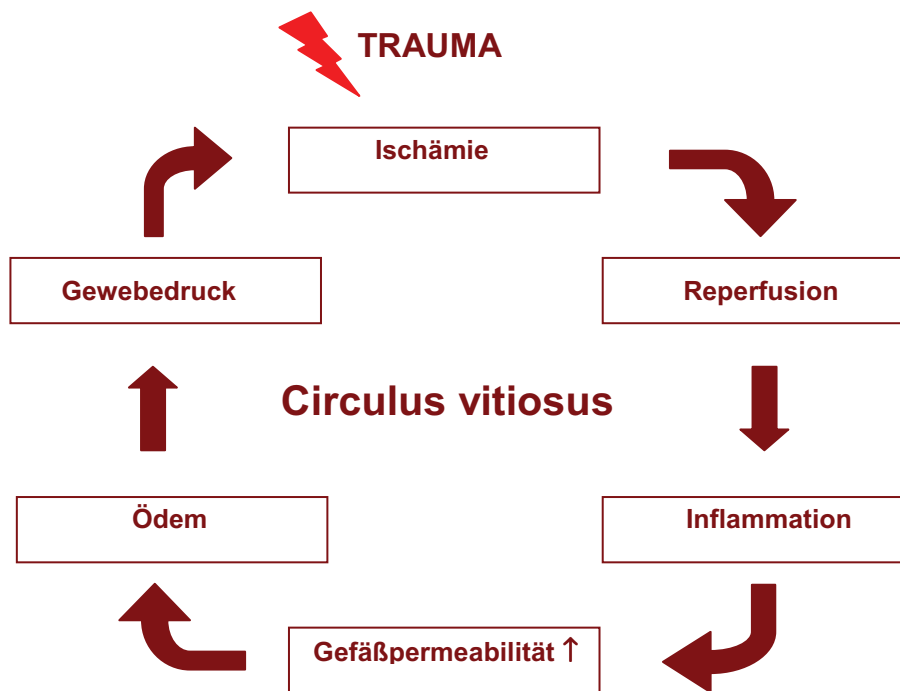 TRAUMA
Ischämie
Gewebedruck
Reperfusion
Circulus vitiosus
Ödem
Inflammation
Gefäßpermeabilität ↑